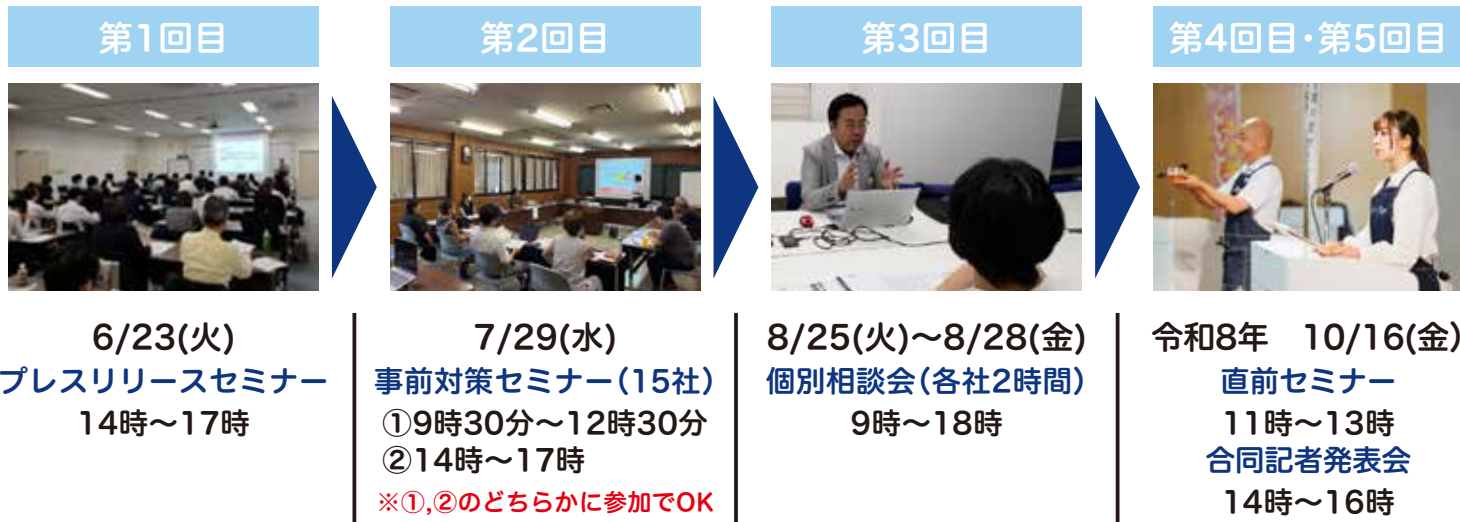 第1回目
第2回目
第3回目
第4回目・第5回目
6/23(火)
プレスリリースセミナー
14時～17時
7/29(水)
事前対策セミナー(15社)
①9時30分～12時30分
②14時～17時
※①,②のどちらかに参加でOK
8/25(火)～8/28(金)
個別相談会(各社2時間)
9時～18時
令和8年　10/16(金)
直前セミナー
11時～13時
合同記者発表会
14時～16時